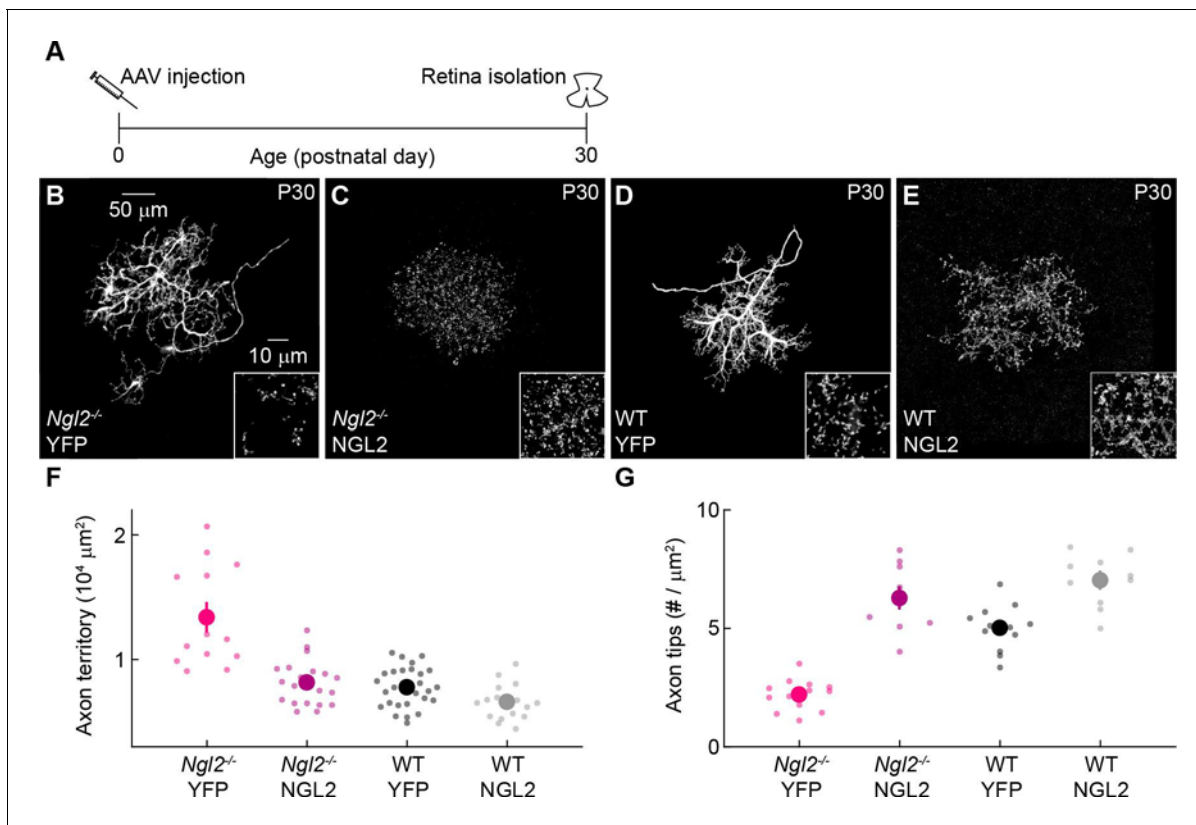 A
AAV injection
Retina isolation
0
Age (postnatal day)
30
B
P30
50 μm
10 μm
Ngl2-/-
YFP
C
P30
Ngl2-/-
NGL2
D
P30
WT
YFP
E
P30
WT
NGL2
F
Axon territory (10⁴ μm²)
2
1
Ngl2-/-
YFP
Ngl2-/-
NGL2
WT
YFP
WT
NGL2
G
Axon tips (# / μm²)
10
5
0
Ngl2-/-
YFP
Ngl2-/-
NGL2
WT
YFP
WT
NGL2